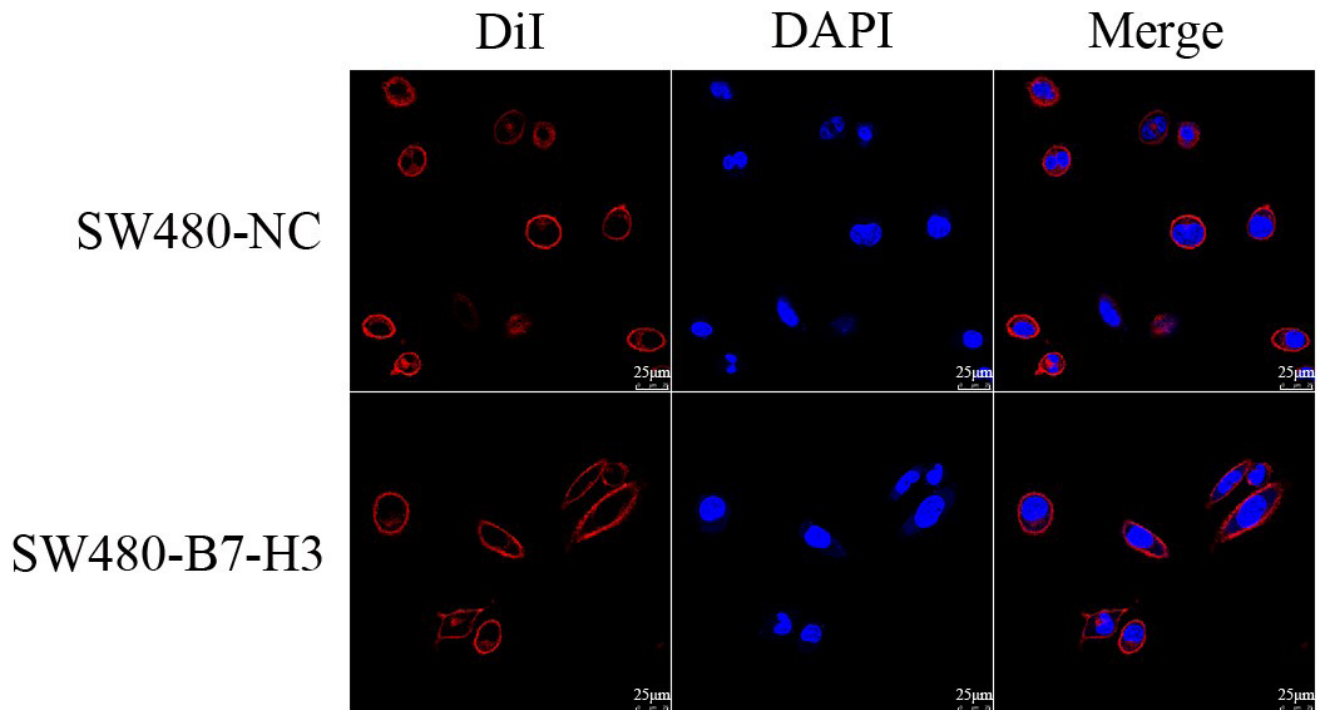 DiI DAPI Merge
SW480-NC
25μm 25μm 25μm
SW480-B7-H3
25μm 25μm 25μm